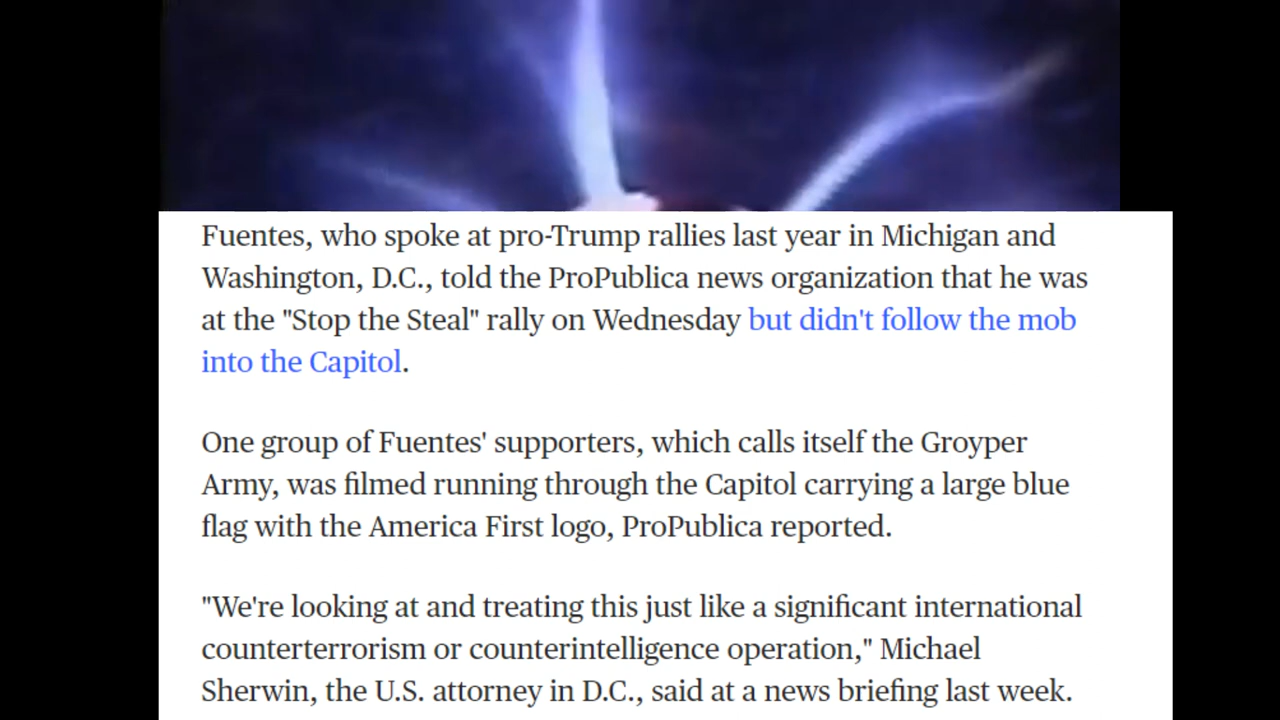 Fuentes, who spoke at pro-Trump rallies last year in Michigan and
Washington, D.C., told the ProPublica news organization that he was
at the "Stop the Steal" rally on Wednesday but didn't follow the mob
into the Capitol.
One group of Fuentes' supporters, which calls itself the Groyper
Army, was filmed running through the Capitol carrying a large blue
flag with the America First logo, ProPublica reported.
"We're looking at and treating this just like a significant international
counterterrorism or counterintelligence operation," Michael
Sherwin, the U.S. attorney in D.C., said at a news briefing last week.